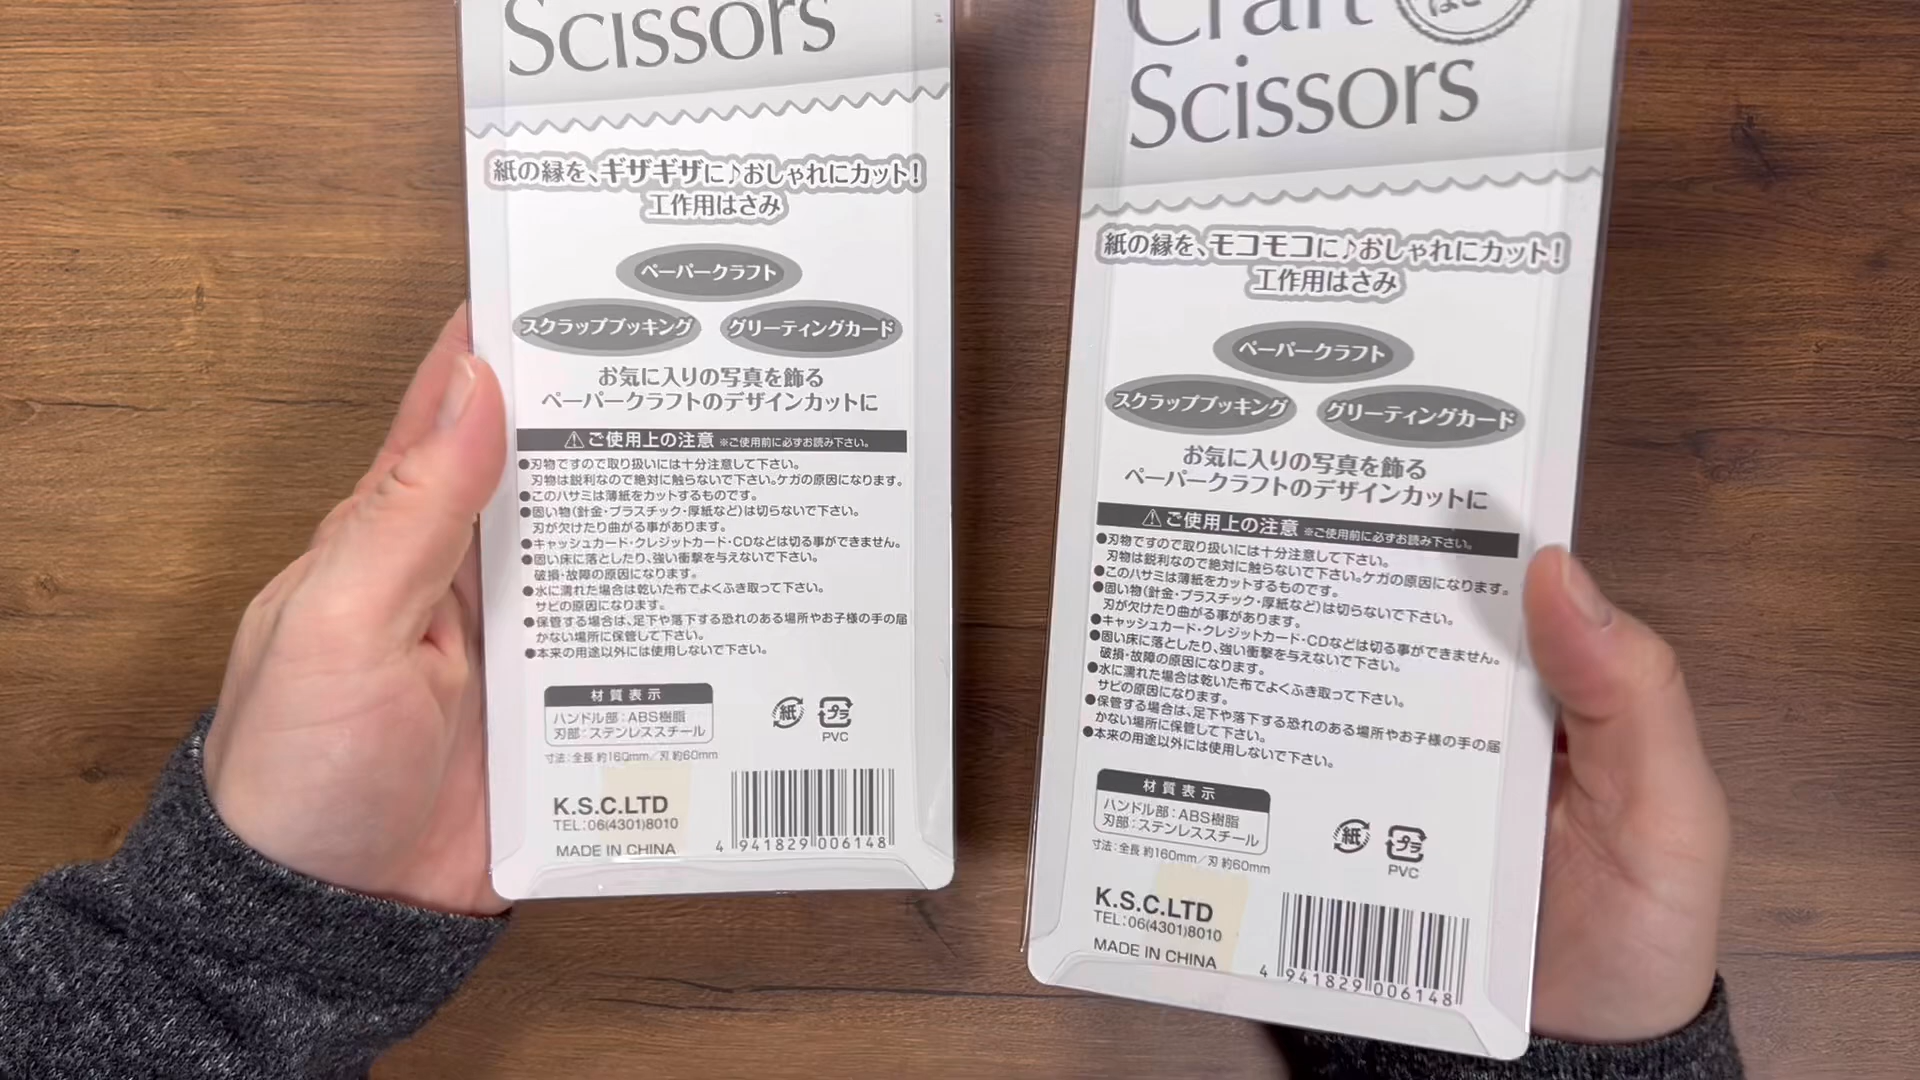 Scissors
紙の縁を、ギザギザに♪おしゃれにカット!
工作用はさみ
ペーパークラフト
スクラップブッキング
グリーティングカード
お気に入りの写真を飾る
ペーパークラフトのデザインカットに
⚠ご使用上の注意 ※ご使用前に必ずお読み下さい。
●刃物ですので取り扱いには十分注意して下さい。
刃物は鋭利なので絶対に触らないで下さい。ケガの原因になります。
●このハサミは薄紙をカットするものです。
●固い物(針金・プラスチック・厚紙など)は切らないで下さい。
刃が欠けたり曲がる事があります。
●キャッシュカード・クレジットカード・CDなどは切る事ができません。
●固い床に落としたり、強い衝撃を与えないで下さい。
破損・故障の原因になります。
●水に濡れた場合は乾いた布でよくふき取って下さい。
サビの原因になります。
●保管する場合は、足下や落下する恐れのある場所やお子様の手の届
かない場所に保管して下さい。
●本来の用途以外には使用しないで下さい。
材質表示
ハンドル部:ABS樹脂
刃部:ステンレススチール
寸法:全長 約160mm/刃 約60mm
紙
プラ
PVC
K.S.C.LTD
TEL:06(4301)8010
MADE IN CHINA
4 941829 006148
Craft
Scissors
紙の縁を、モコモコに♪おしゃれにカット!
工作用はさみ
ペーパークラフト
スクラップブッキング
グリーティングカード
お気に入りの写真を飾る
ペーパークラフトのデザインカットに
⚠ご使用上の注意 ※ご使用前に必ずお読み下さい。
●刃物ですので取り扱いには十分注意して下さい。
刃物は鋭利なので絶対に触らないで下さい。ケガの原因になります。
●このハサミは薄紙をカットするものです。
●固い物(針金・プラスチック・厚紙など)は切らないで下さい。
刃が欠けたり曲がる事があります。
●キャッシュカード・クレジットカード・CDなどは切る事ができません。
●固い床に落としたり、強い衝撃を与えないで下さい。
破損・故障の原因になります。
●水に濡れた場合は乾いた布でよくふき取って下さい。
サビの原因になります。
●保管する場合は、足下や落下する恐れのある場所やお子様の手の届
かない場所に保管して下さい。
●本来の用途以外には使用しないで下さい。
材質表示
ハンドル部:ABS樹脂
刃部:ステンレススチール
寸法:全長 約160mm/刃 約60mm
紙
プラ
PVC
K.S.C.LTD
TEL:06(4301)8010
MADE IN CHINA
4 941829 006148